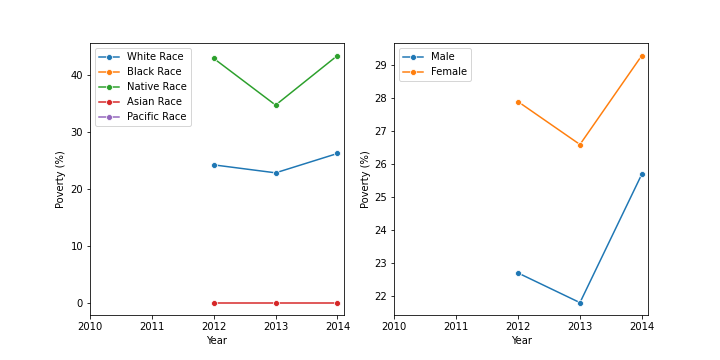 White Race
Black Race
Native Race
Asian Race
Pacific Race
40
30
20
10
0
Poverty (%)
2010 2011 2012 2013 2014
Year
Male
Female
29
28
27
26
25
24
23
22
Poverty (%)
2010 2011 2012 2013 2014
Year